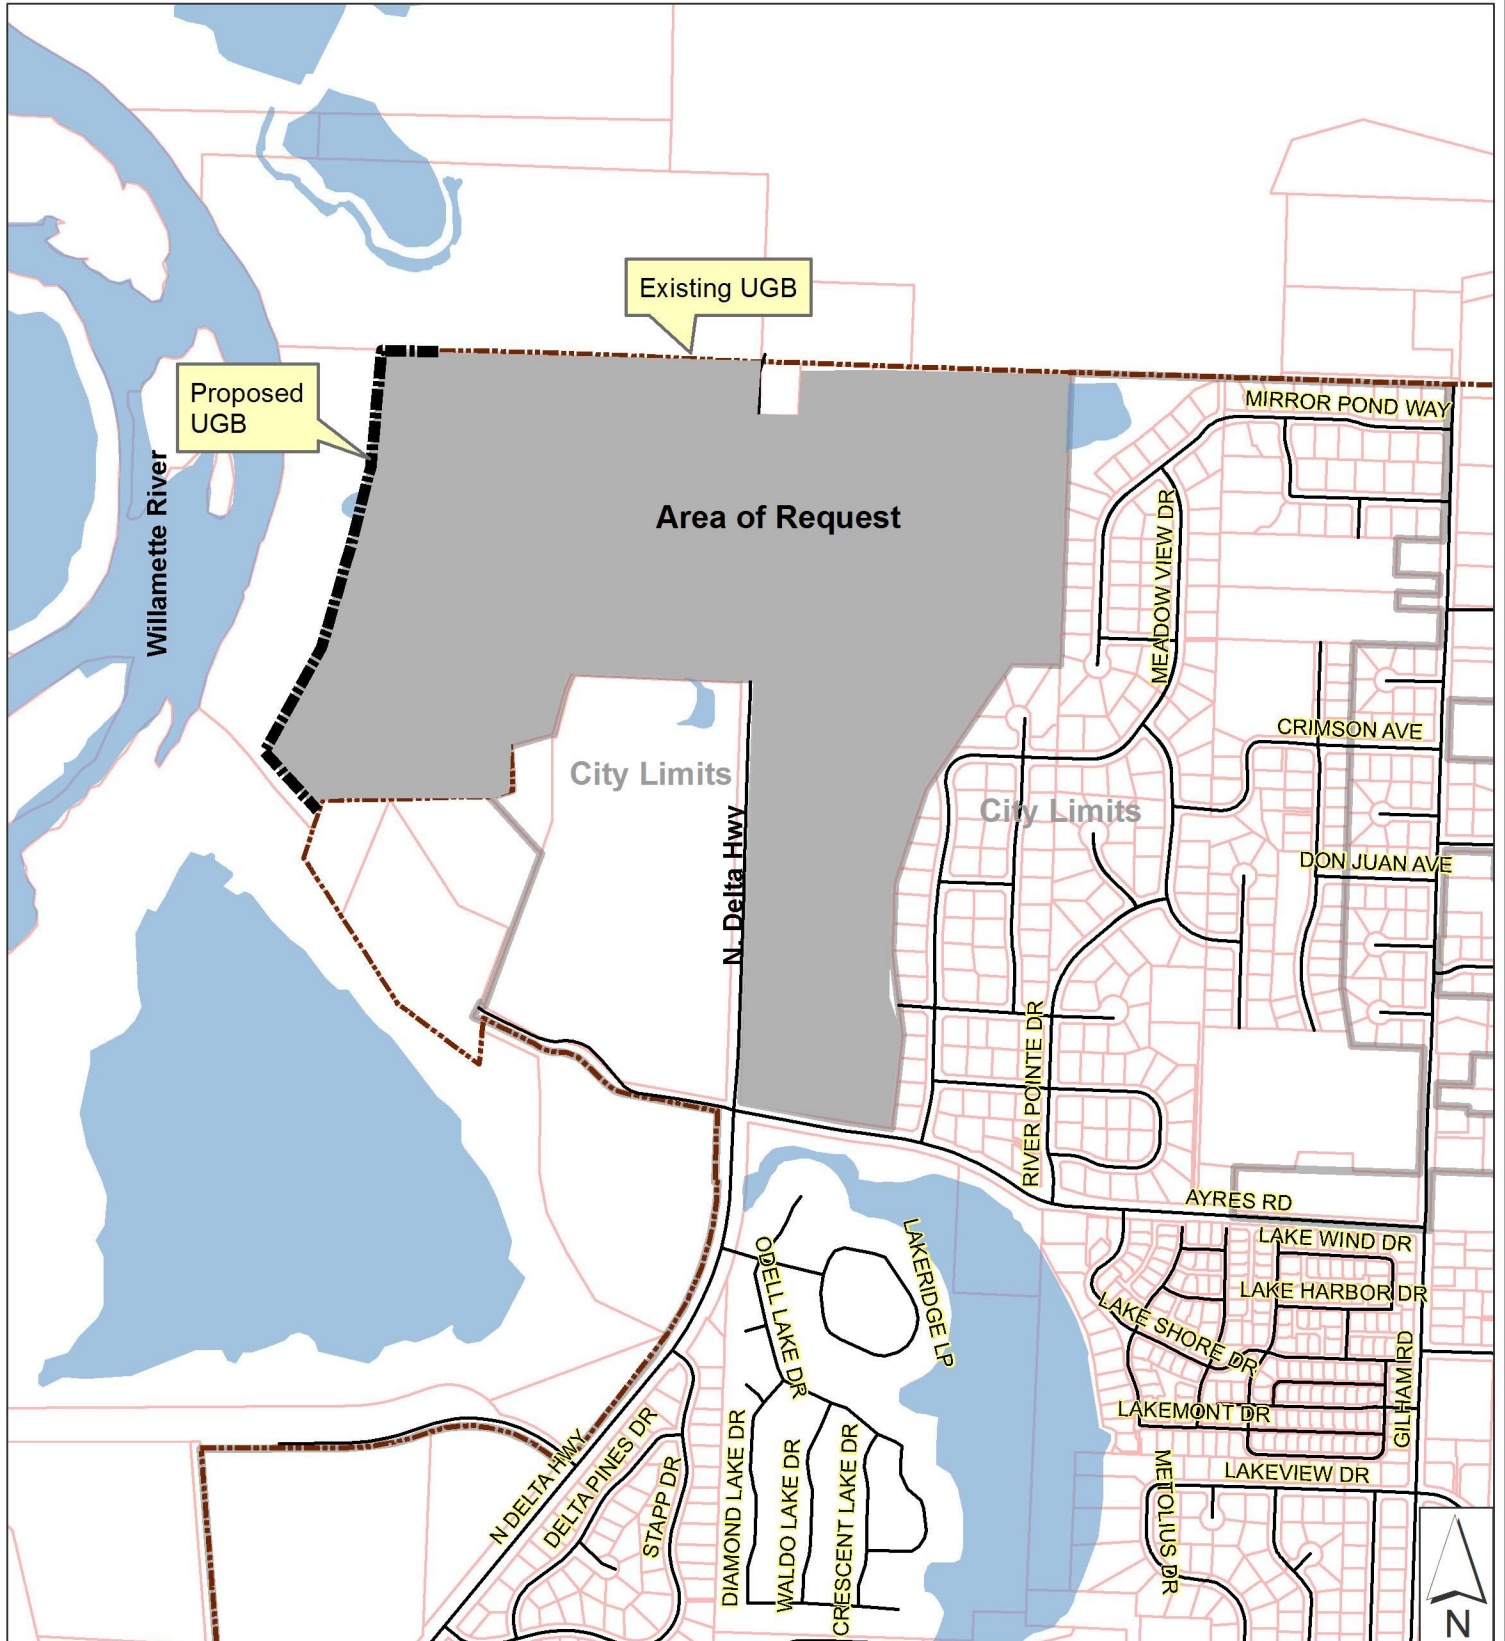 Existing UGB
Proposed
UGB
MIRROR POND WAY
Willamette River
Area of Request
MEADOW VIEW DR
CRIMSON AVE
City Limits
City Limits
N. Delta Hwy
DON JUAN AVE
RIVER POINTE DR
AYRES RD
LAKE WIND DR
ODELL LAKE DR
LAKERIDGE LP
LAKE HARBOR DR
LAKE SHORE DR
GILHAM RD
LAKEMONT DR
N DELTA HWY
DELTA PINES DR
STAPP DR
DIAMOND LAKE DR
WALDO LAKE DR
CRESCENT LAKE DR
LAKEVIEW DR
METOLIUS DR
N